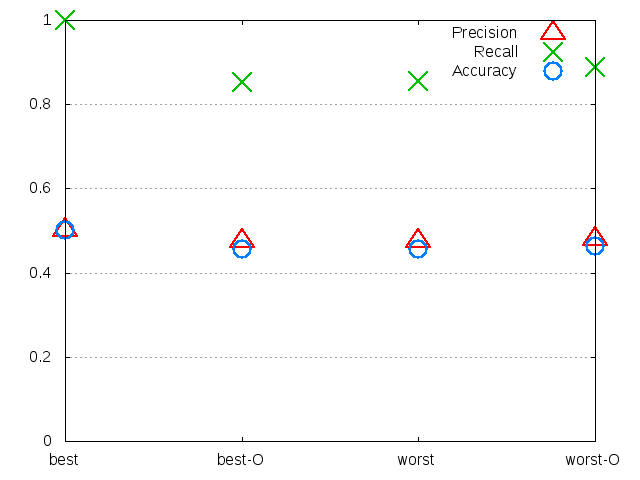 1
Precision
Recall
Accuracy
0.8
0.6
0.4
0.2
0
best
best-O
worst
worst-O